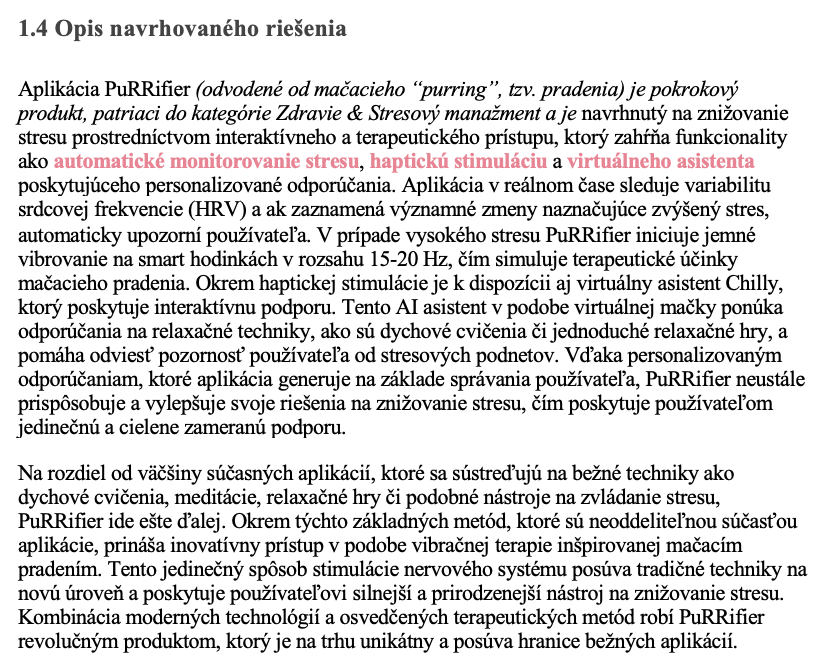 1.4 Opis navrhovaného riešenia
Aplikácia PuRRifier (odvodené od mačacieho “purring”, tzv. pradenia) je pokrokový
produkt, patriaci do kategórie Zdravie & Stresový manažment a je navrhnutý na znižovanie
stresu prostredníctvom interaktívneho a terapeutického prístupu, ktorý zahŕňa funkcionality
ako automatické monitorovanie stresu, haptickú stimuláciu a virtuálneho asistenta
poskytujúceho personalizované odporúčania. Aplikácia v reálnom čase sleduje variabilitu
srdcovej frekvencie (HRV) a ak zaznamená významné zmeny naznačujúce zvýšený stres,
automaticky upozorní používateľa. V prípade vysokého stresu PuRRifier iniciuje jemné
vibrovanie na smart hodinkách v rozsahu 15-20 Hz, čím simuluje terapeutické účinky
mačacieho pradenia. Okrem haptickej stimulácie je k dispozícii aj virtuálny asistent Chilly,
ktorý poskytuje interaktívnu podporu. Tento AI asistent v podobe virtuálnej mačky ponúka
odporúčania na relaxačné techniky, ako sú dychové cvičenia či jednoduché relaxačné hry, a
pomáha odviesť pozornosť používateľa od stresových podnetov. Vďaka personalizovaným
odporúčaniam, ktoré aplikácia generuje na základe správania používateľa, PuRRifier neustále
prispôsobuje a vylepšuje svoje riešenia na znižovanie stresu, čím poskytuje používateľom
jedinečnú a cielene zameranú podporu.
Na rozdiel od väčšiny súčasných aplikácií, ktoré sa sústreďujú na bežné techniky ako
dychové cvičenia, meditácie, relaxačné hry či podobné nástroje na zvládanie stresu,
PuRRifier ide ešte ďalej. Okrem týchto základných metód, ktoré sú neoddeliteľnou súčasťou
aplikácie, prináša inovatívny prístup v podobe vibračnej terapie inšpirovanej mačacím
pradením. Tento jedinečný spôsob stimulácie nervového systému posúva tradičné techniky na
novú úroveň a poskytuje používateľovi silnejší a prirodzenejší nástroj na znižovanie stresu.
Kombinácia moderných technológií a osvedčených terapeutických metód robí PuRRifier
revolučným produktom, ktorý je na trhu unikátny a posúva hranice bežných aplikácií.